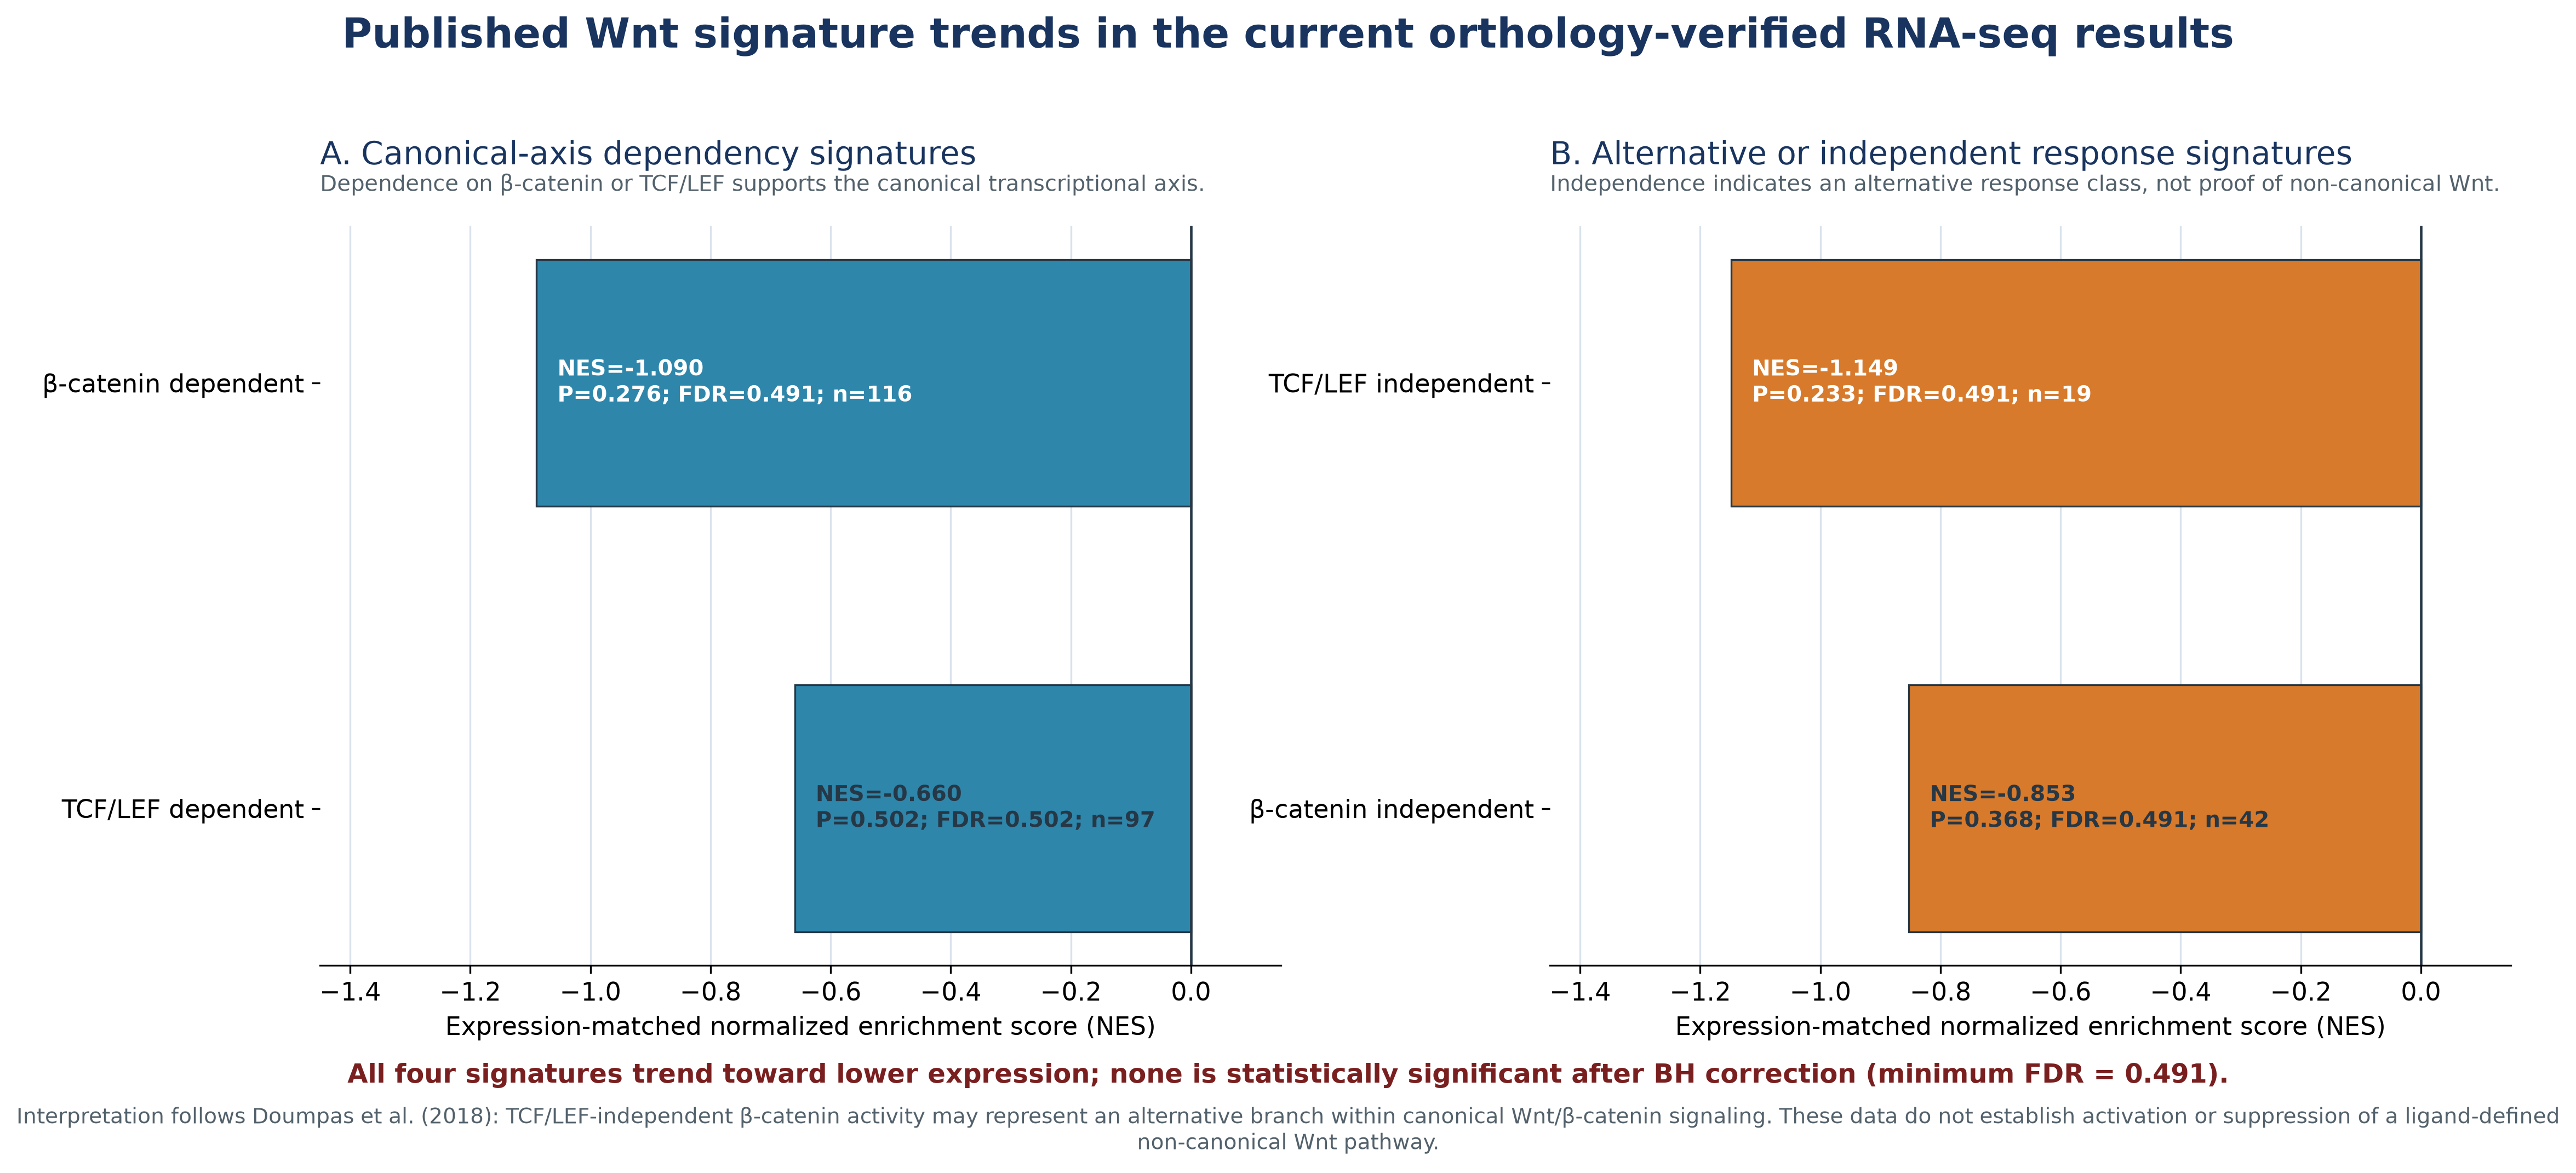 Published Wnt signature trends in the current orthology-verified RNA-seq results
A. Canonical-axis dependency signatures
Dependence on β-catenin or TCF/LEF supports the canonical transcriptional axis.
β-catenin dependent
NES=-1.090
P=0.276; FDR=0.491; n=116
TCF/LEF dependent
NES=-0.660
P=0.502; FDR=0.502; n=97
−1.4 −1.2 −1.0 −0.8 −0.6 −0.4 −0.2 0.0
Expression-matched normalized enrichment score (NES)
B. Alternative or independent response signatures
Independence indicates an alternative response class, not proof of non-canonical Wnt.
TCF/LEF independent
NES=-1.149
P=0.233; FDR=0.491; n=19
β-catenin independent
NES=-0.853
P=0.368; FDR=0.491; n=42
−1.4 −1.2 −1.0 −0.8 −0.6 −0.4 −0.2 0.0
Expression-matched normalized enrichment score (NES)
All four signatures trend toward lower expression; none is statistically significant after BH correction (minimum FDR = 0.491).
Interpretation follows Doumpas et al. (2018): TCF/LEF-independent β-catenin activity may represent an alternative branch within canonical Wnt/β-catenin signaling. These data do not establish activation or suppression of a ligand-defined
non-canonical Wnt pathway.